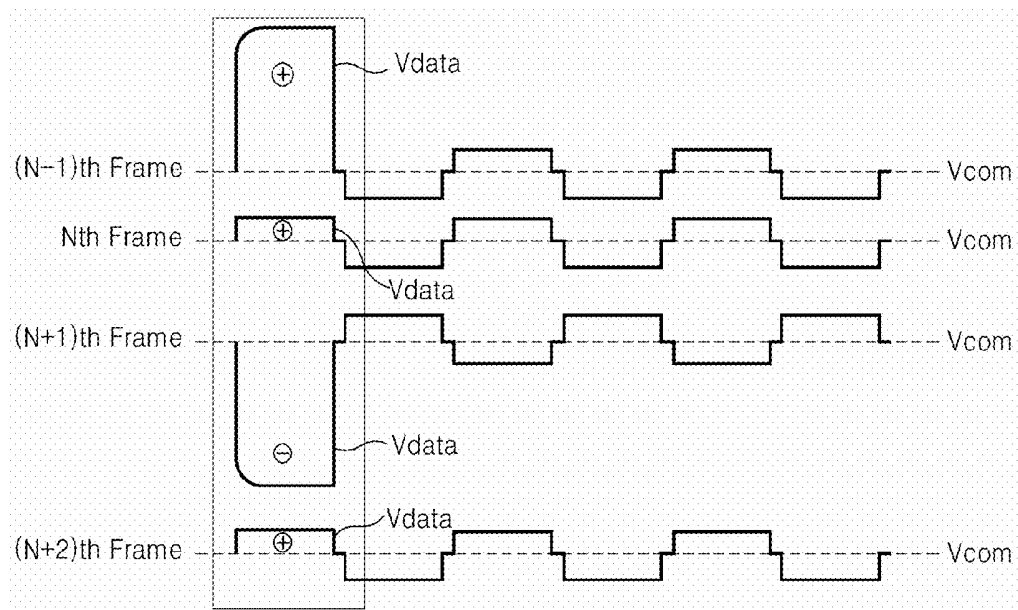 ⊕
Vdata
(N-1)th Frame
Vcom
Nth Frame
⊕
Vcom
Vdata
(N+1)th Frame
Vcom
⊖
Vdata
Vdata
(N+2)th Frame
⊕
Vcom